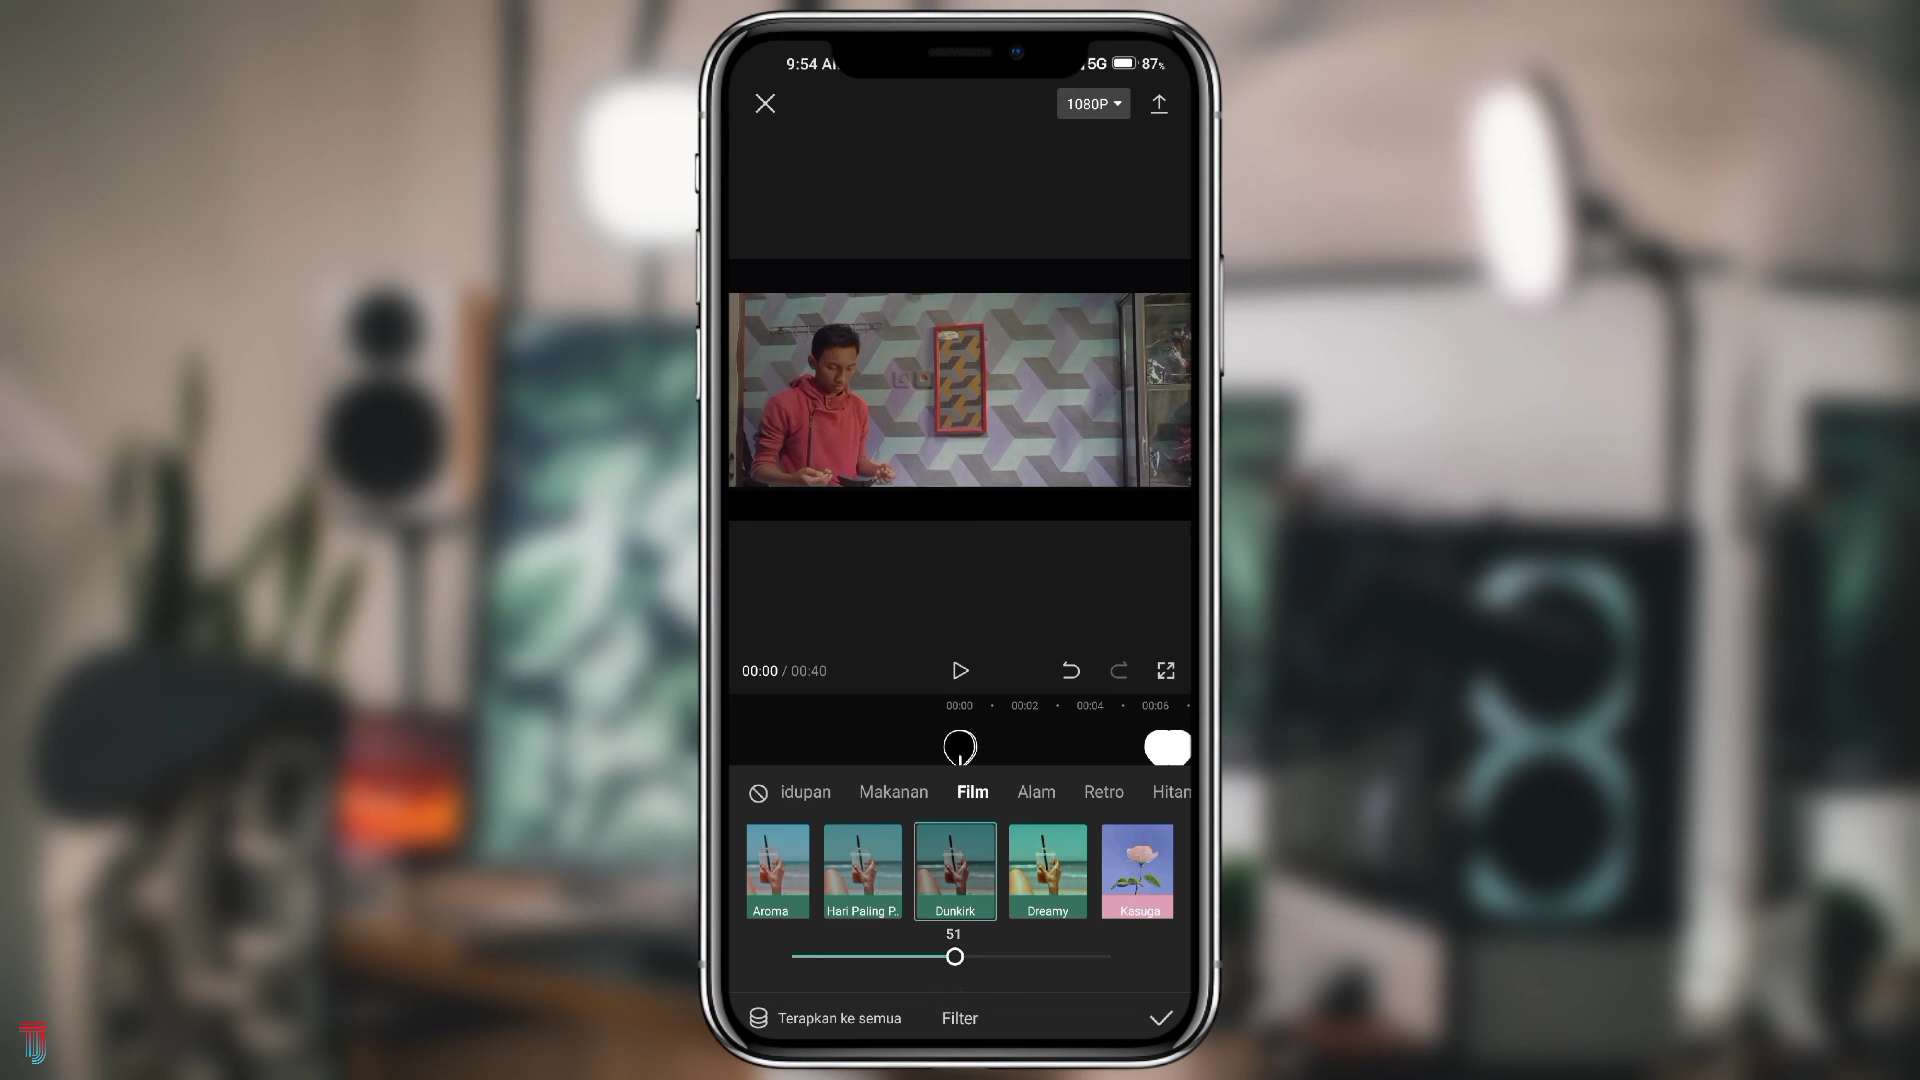 9:54 A
5G 87%
1080P
00:00 / 00:40
00:00 00:02 00:04 00:06
idupan Makanan Film Alam Retro Hitan
Aroma Hari Paling P.. Dunkirk Dreamy Kasuga
51
Terapkan ke semua Filter